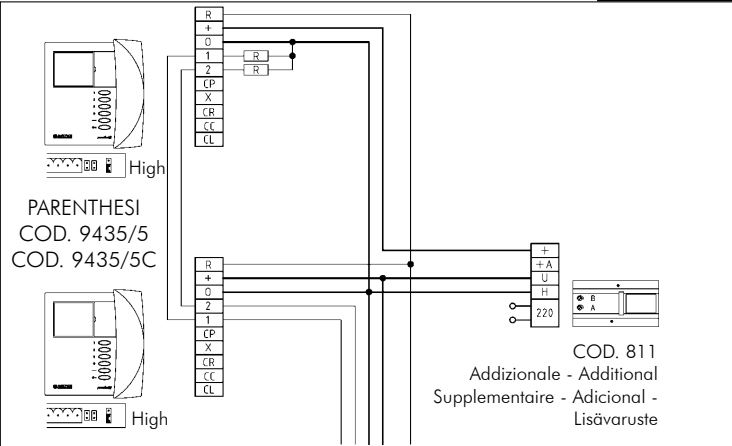 R
+
0
1
R
2
R
CP
X
CR
CC
CL
High
PARENTHESI
COD. 9435/5
COD. 9435/5C
R
+
0
2
1
CP
X
CR
CC
CL
High
+
+A
U
H
220
B
A
COD. 811
Addizionale - Additional
Supplementaire - Adicional -
Lisävaruste